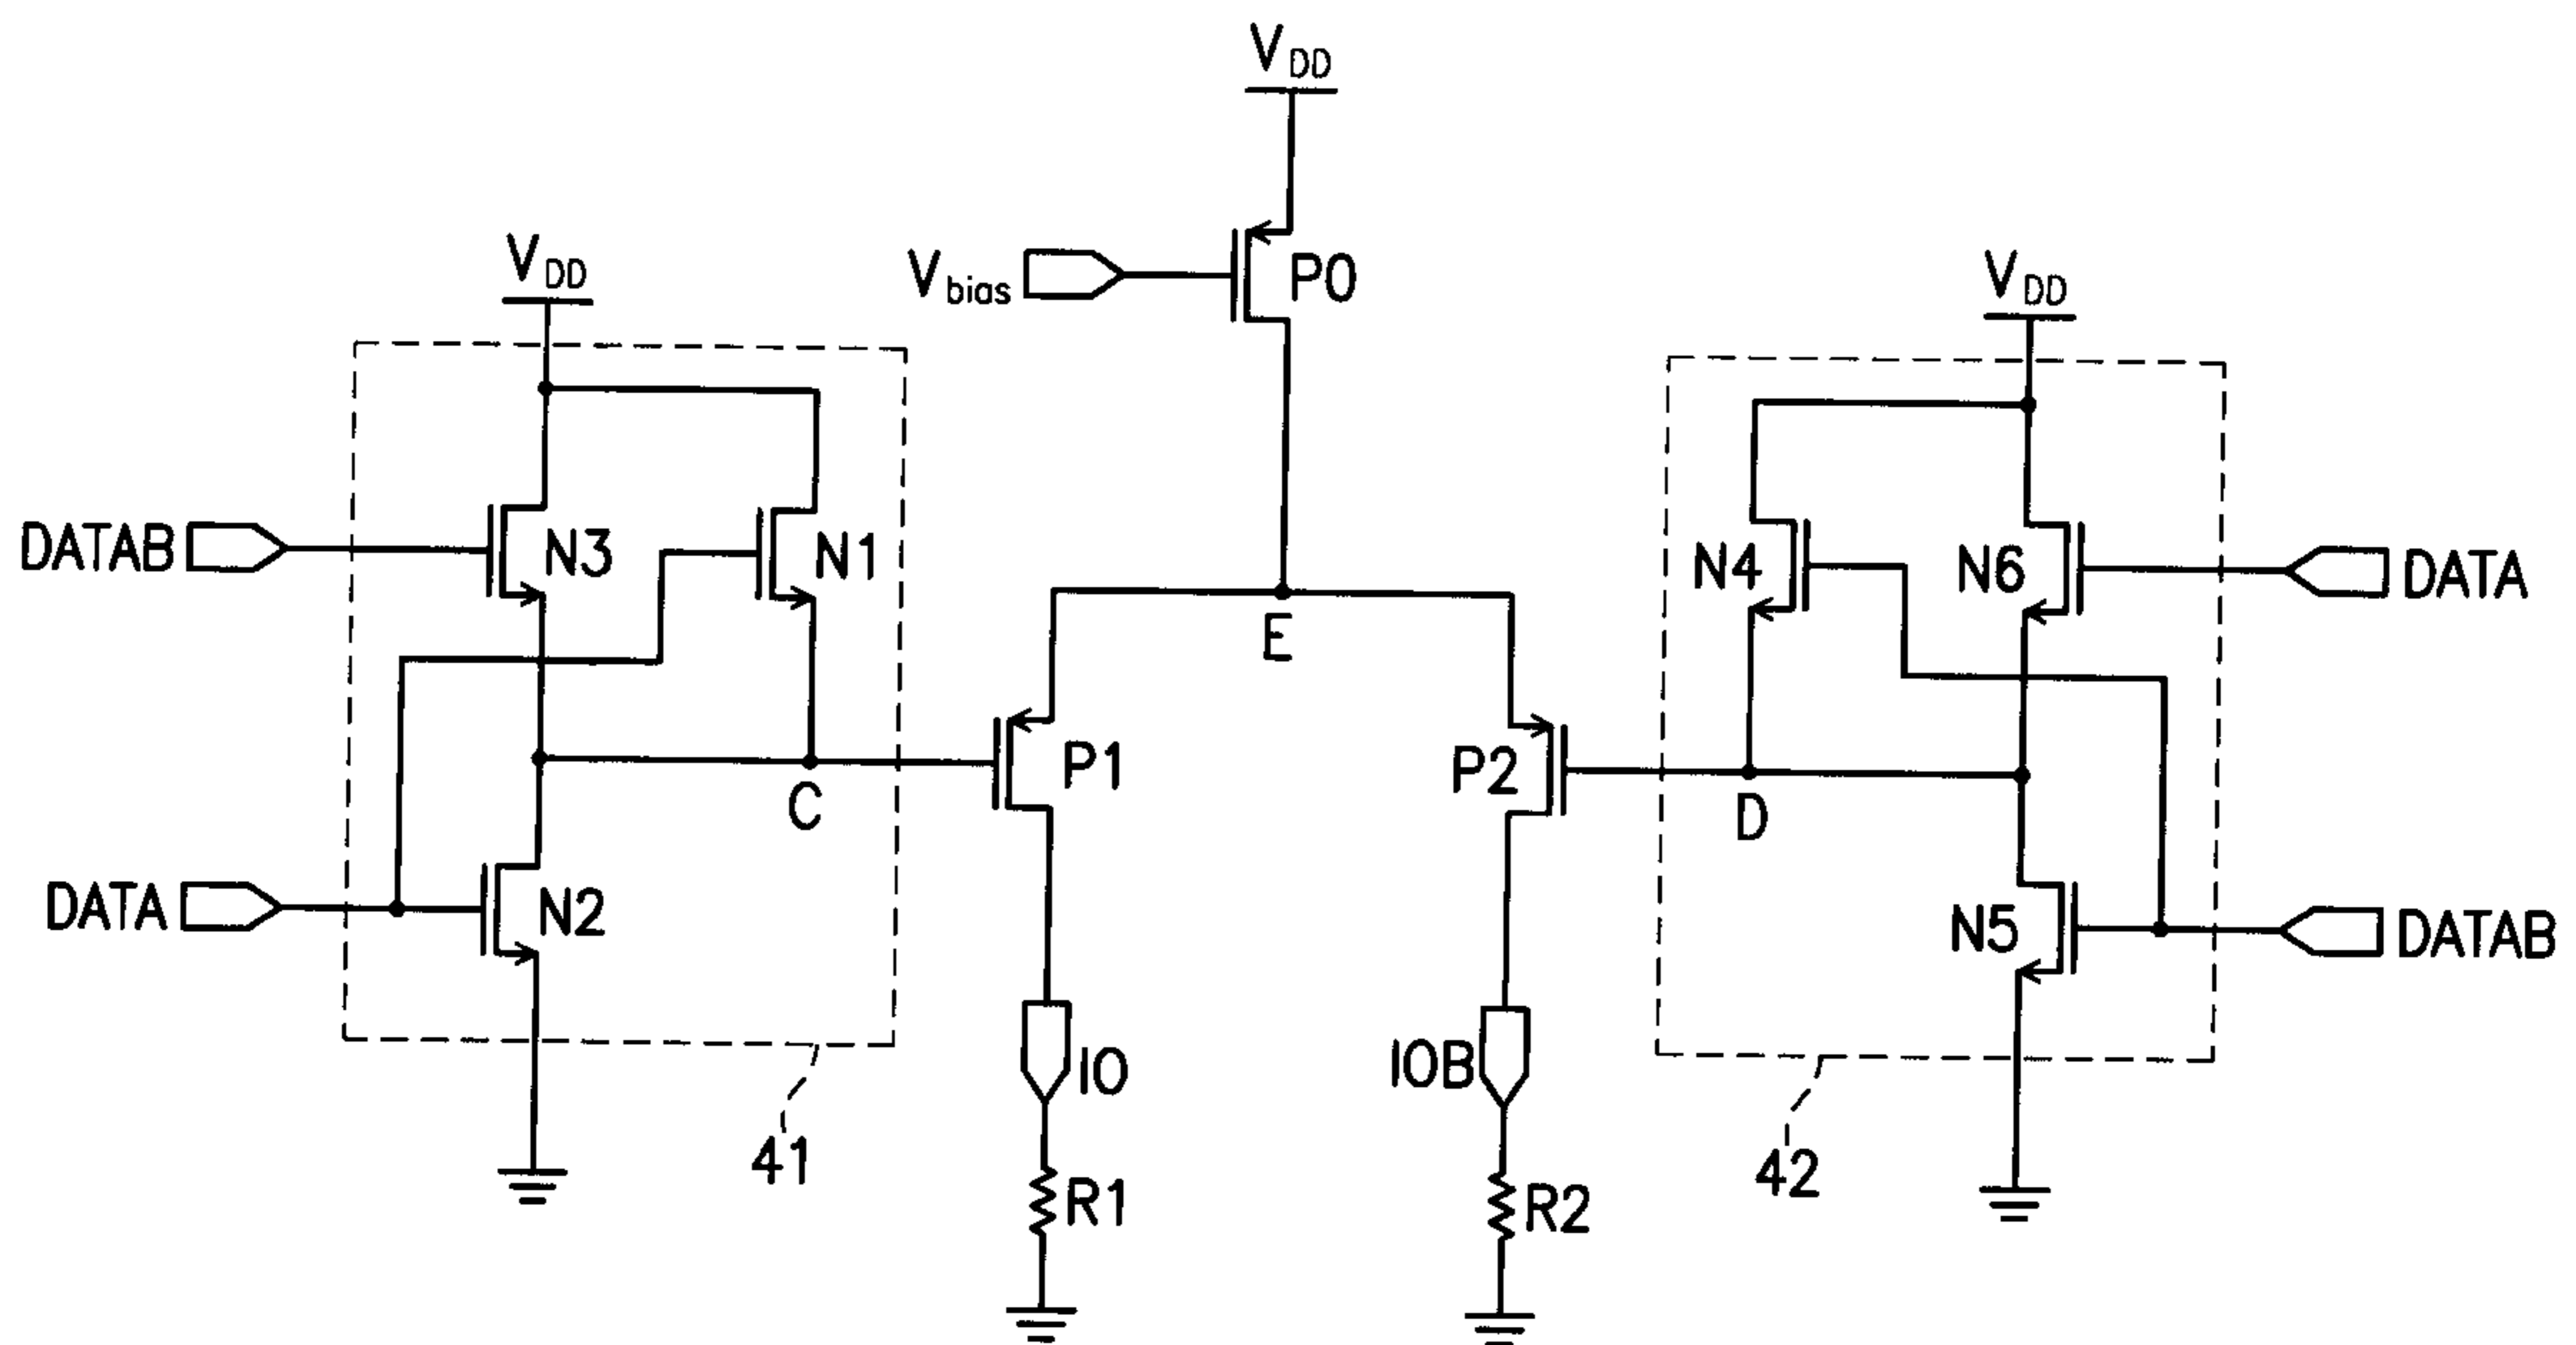 VDD
VDD
Vbias
P0
VDD
DATAB
N3
N1
N4
N6
DATA
E
P1
P2
C
D
DATA
N2
N5
DATAB
IO
IOB
41
42
R1
R2